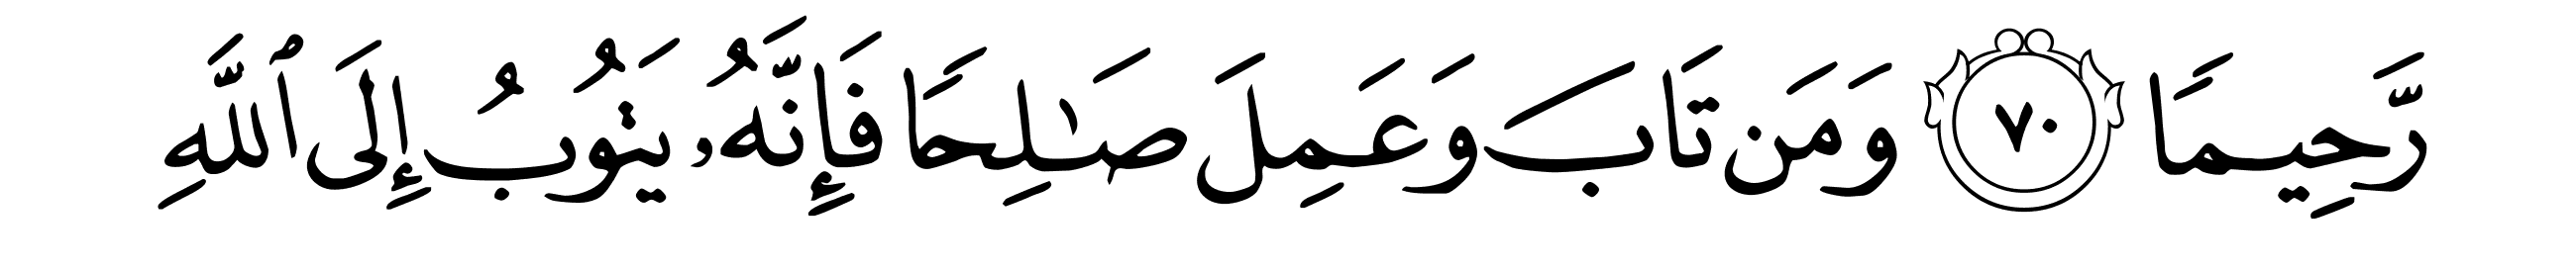 رَّحِيمًا ٧٠ وَمَن تَابَ وَعَمِلَ صَـٰلِحًا فَإِنَّهُۥ يَتُوبُ إِلَى ٱللَّهِ